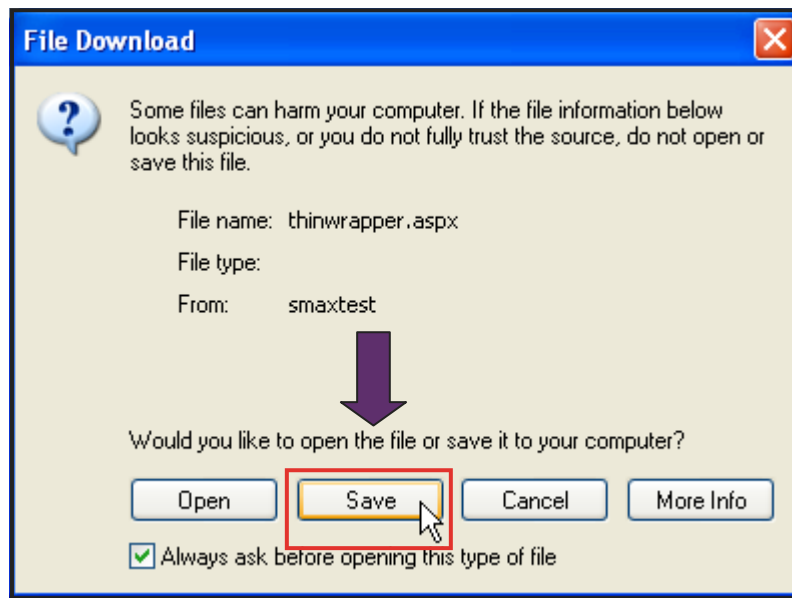 File Download
Some files can harm your computer. If the file information below
looks suspicious, or you do not fully trust the source, do not open or
save this file.
File name: thinwrapper.aspx
File type:
From: smaxtest
Would you like to open the file or save it to your computer?
Open Save Cancel More Info
Always ask before opening this type of file